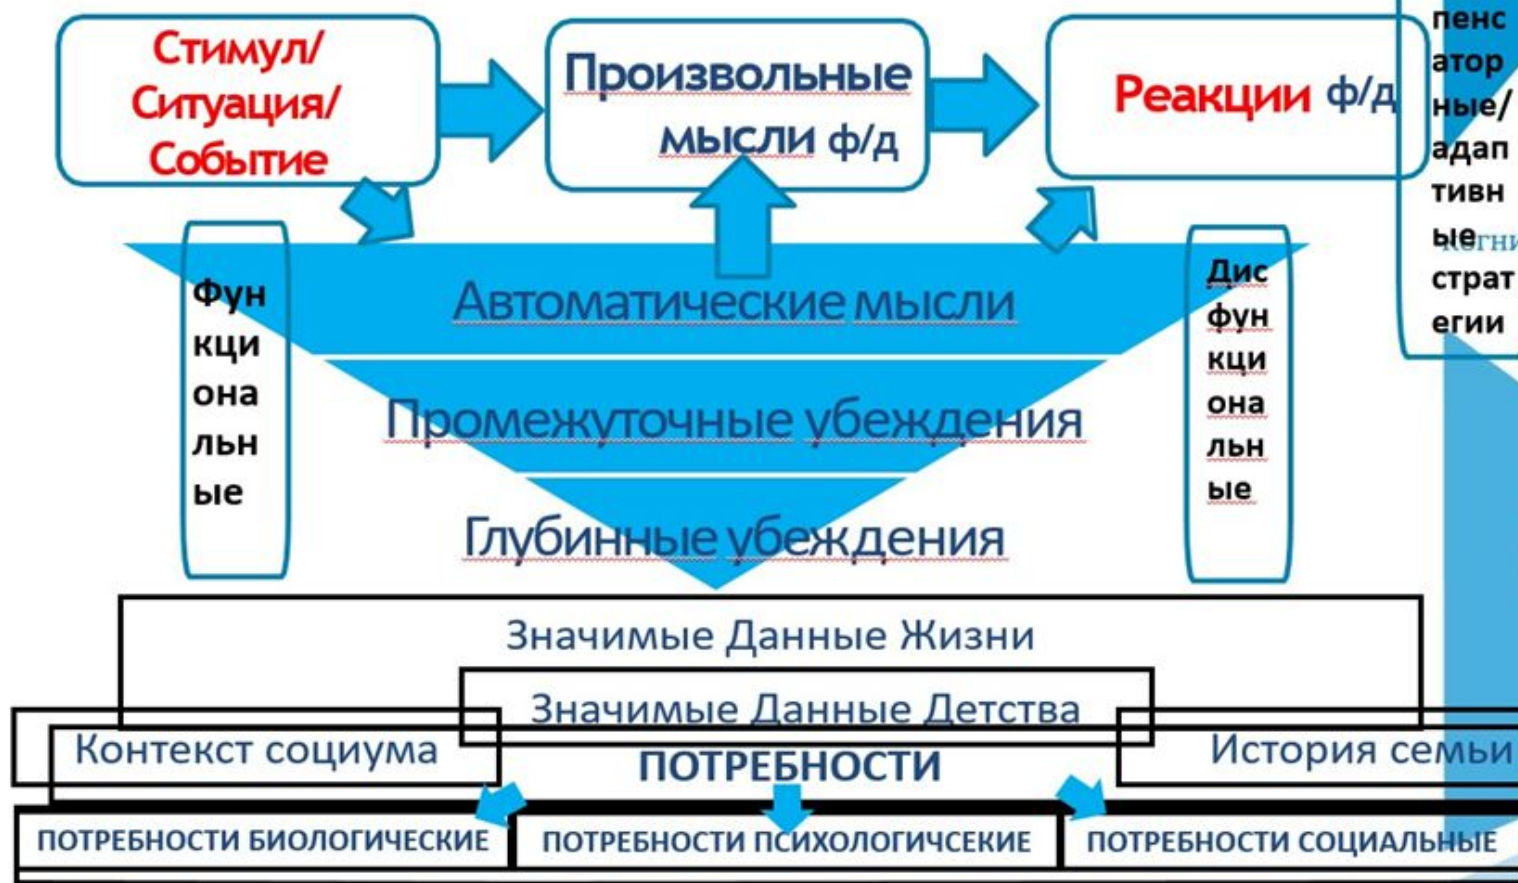 Стимул/
Ситуация/
Событие
Произвольные
мысли ф/д
Реакции ф/д
пенс
атор
ные/
адап
тивн
ые
страт
егии
Фун
кци
она
льн
ые
Автоматические мысли
Промежуточные убеждения
Глубинные убеждения
Дис
фун
кци
она
льн
ые
Значимые Данные Жизни
Значимые Данные Детства
Контекст социума
ПОТРЕБНОСТИ
История семьи
ПОТРЕБНОСТИ БИОЛОГИЧЕСКИЕ
ПОТРЕБНОСТИ ПСИХОЛОГИЧСЕКИЕ
ПОТРЕБНОСТИ СОЦИАЛЬНЫЕ